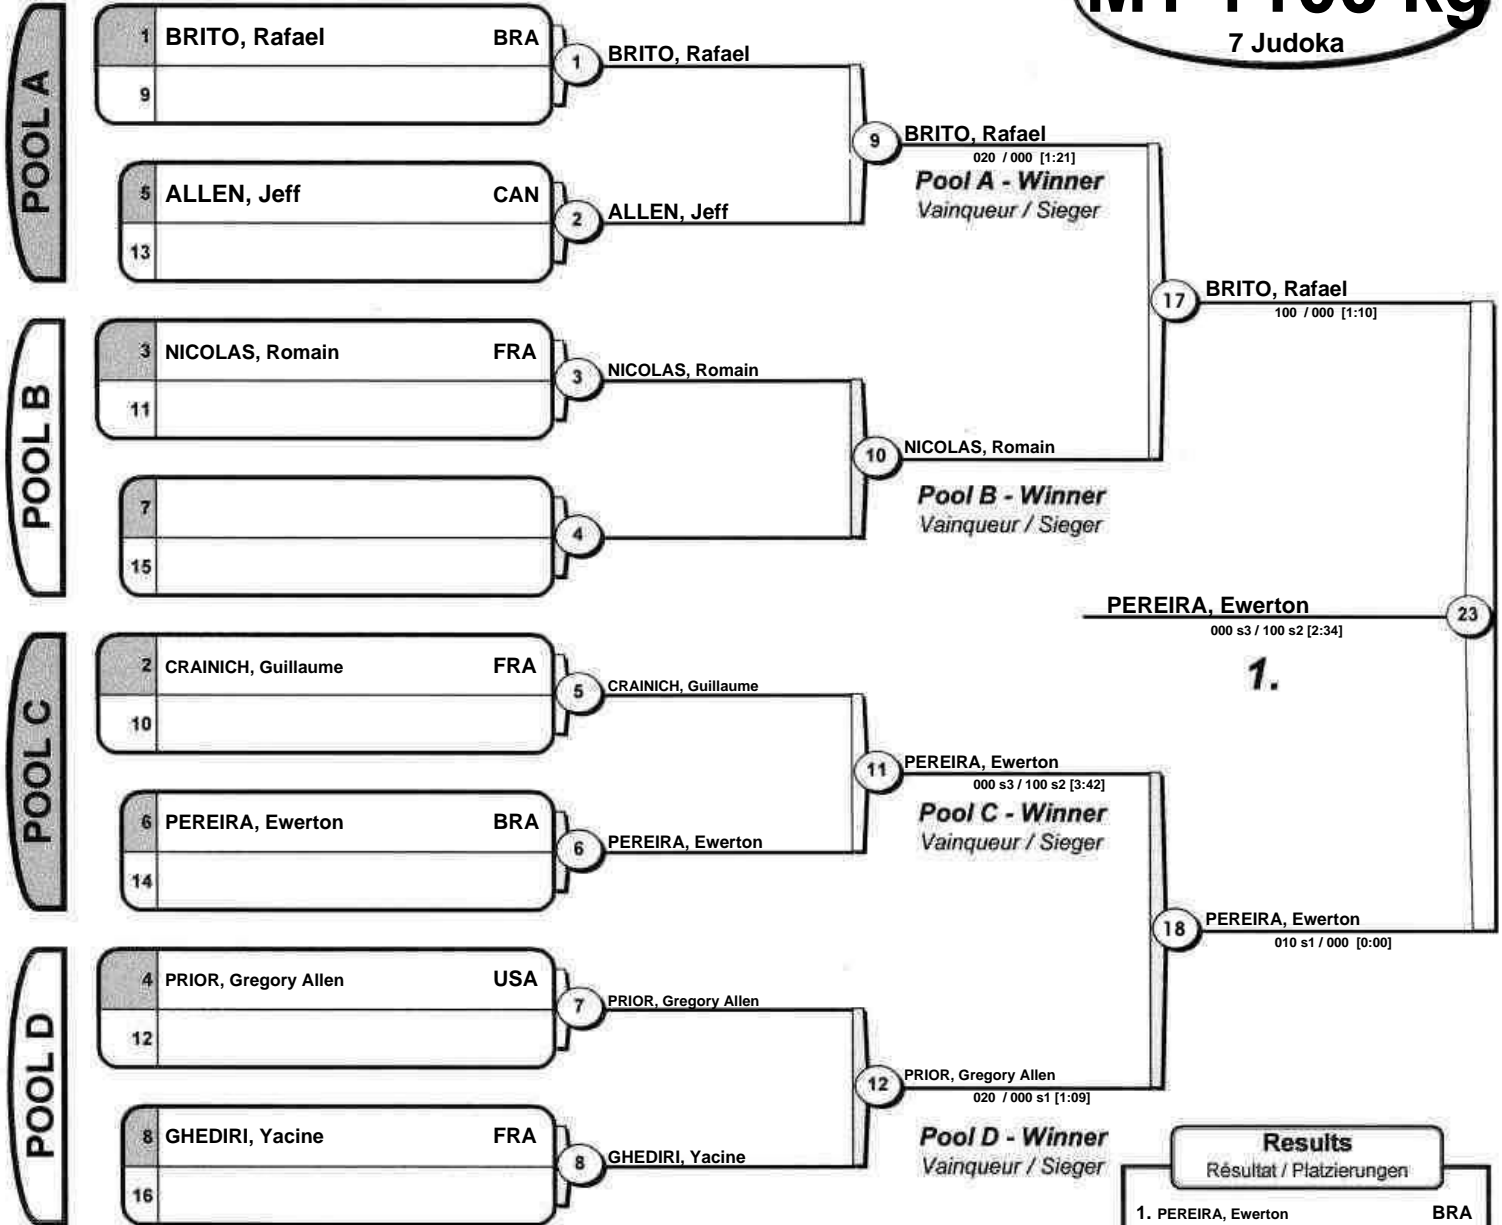 7 Judoka
POOL A
1 BRITO, Rafael BRA
9
1 BRITO, Rafael
5 ALLEN, Jeff CAN
13
2 ALLEN, Jeff
9 BRITO, Rafael
020 / 000 [1:21]
Pool A - Winner
Vainqueur / Sieger
POOL B
3 NICOLAS, Romain FRA
11
3 NICOLAS, Romain
7
15
4
10 NICOLAS, Romain
Pool B - Winner
Vainqueur / Sieger
17 BRITO, Rafael
100 / 000 [1:10]
PEREIRA, Ewerton 23
000 s3 / 100 s2 [2:34]
1.
POOL C
2 CRAINICH, Guillaume FRA
10
5 CRAINICH, Guillaume
6 PEREIRA, Ewerton BRA
14
6 PEREIRA, Ewerton
11 PEREIRA, Ewerton
000 s3 / 100 s2 [3:42]
Pool C - Winner
Vainqueur / Sieger
18 PEREIRA, Ewerton
010 s1 / 000 [0:00]
POOL D
4 PRIOR, Gregory Allen USA
12
7 PRIOR, Gregory Allen
8 GHEDIRI, Yacine FRA
16
8 GHEDIRI, Yacine
12 PRIOR, Gregory Allen
020 / 000 s1 [1:09]
Pool D - Winner
Vainqueur / Sieger
Results
Résultat / Platzierungen
1. PEREIRA, Ewerton BRA